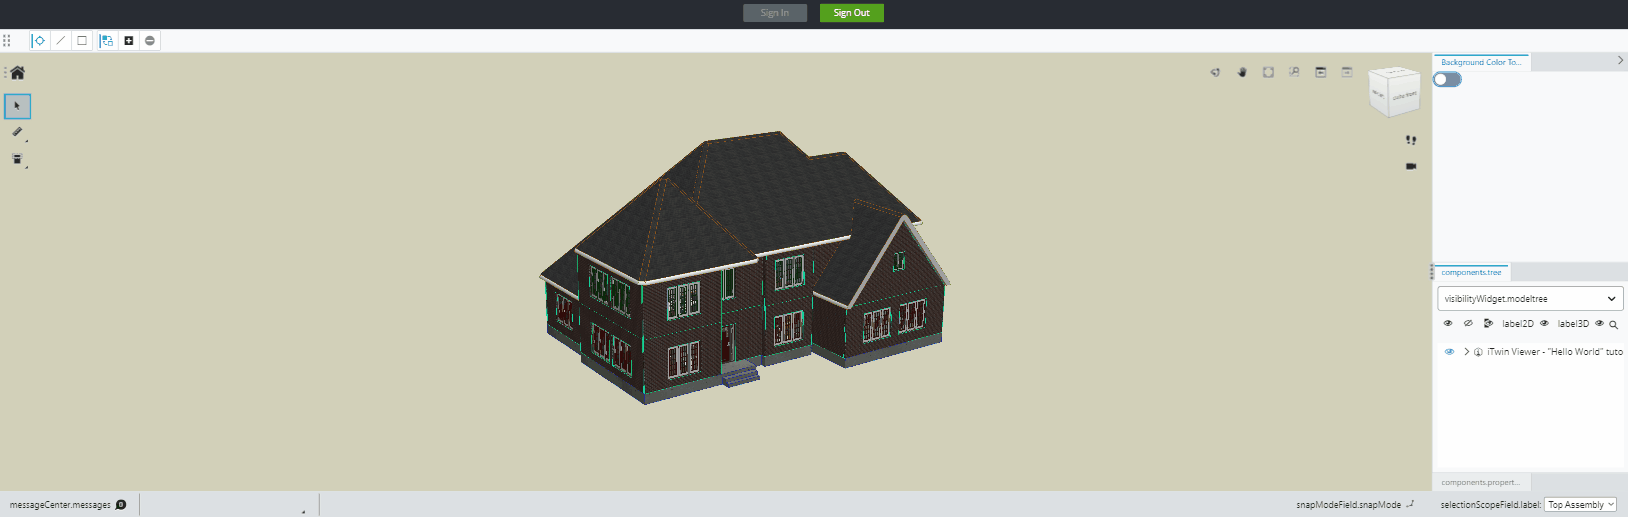 Sign In
Sign Out
Background Color To...
components.tree
visibilityWidget.modeltree
label2D
label3D
iTwin Viewer - "Hello World" tuto
components.propert...
messageCenter.messages
snapModeField.snapMode
selectionScopeField.label:
Top Assembly